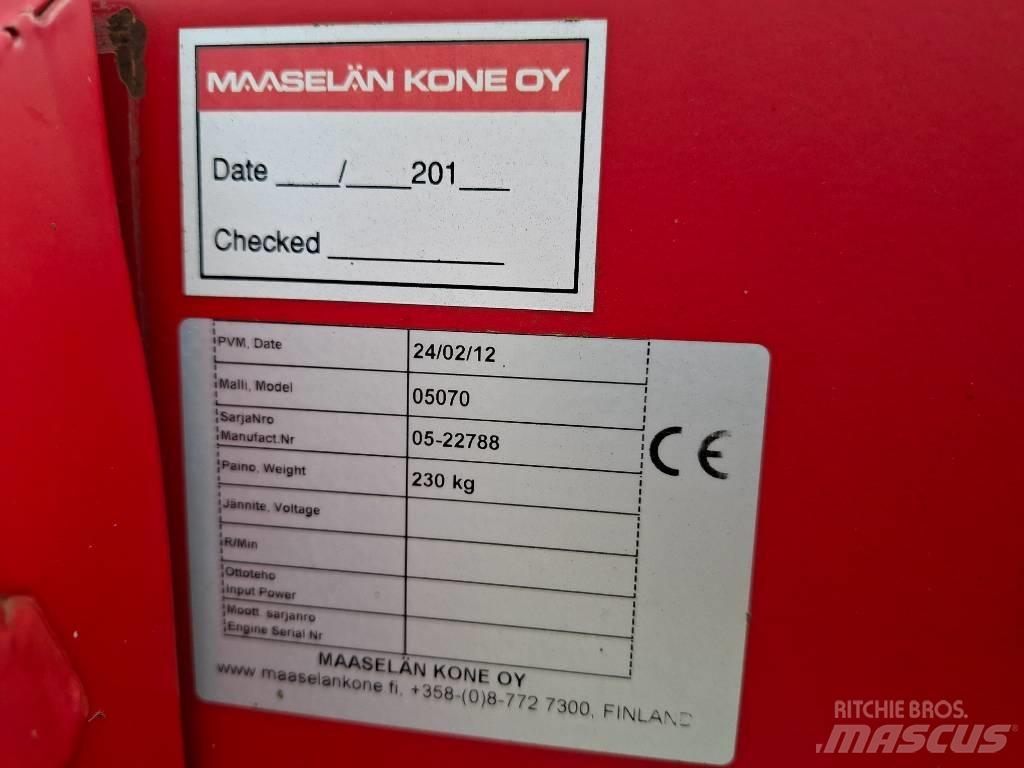 MAASELÄN KONE OY
Date ____/____201___
Checked ___________
PVM, Date 24/02/12
Malli, Model 05070
SarjaNro
Manufact.Nr 05-22788
Paino, Weight 230 kg
Jännite, Voltage
R/Min
Ottoteho
Input Power
Moott. sarjanro
Engine Serial Nr
CE
MAASELÄN KONE OY
www.maaselankone.fi, +358-(0)8-772 7300, FINLAND
RITCHIE BROS.
MASCUS